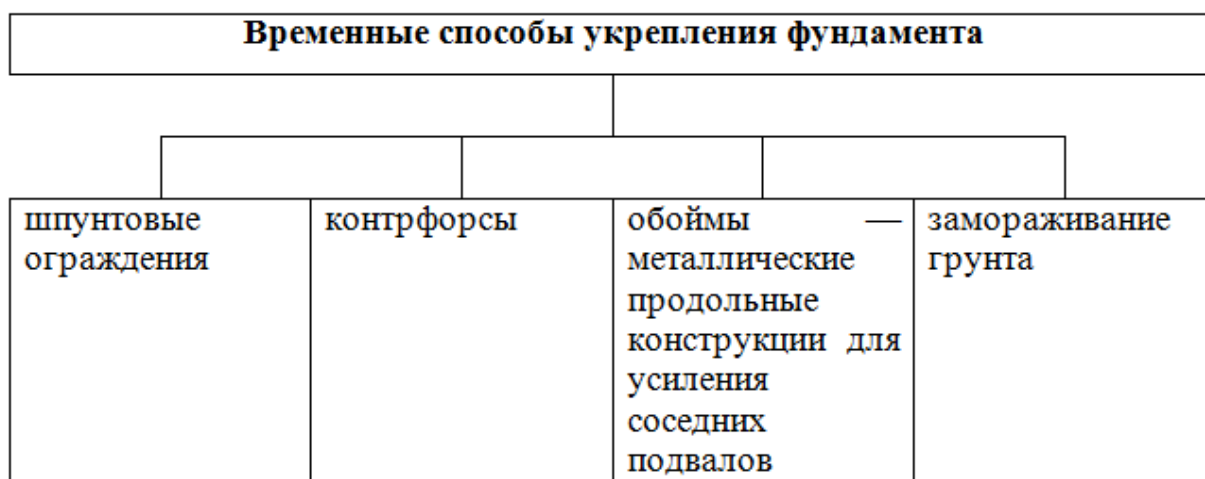 Временные способы укрепления фундамента
шпунтовые
ограждения
контрфорсы
обоймы —
металлические
продольные
конструкции для
усиления
соседних
подвалов
замораживание
грунта